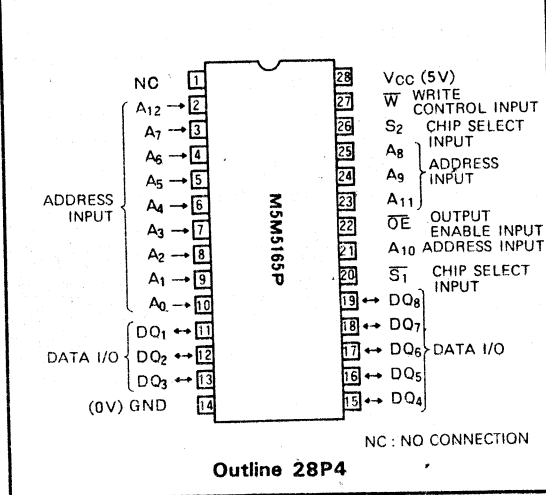 NC 1
A12 → 2
A7 → 3
A6 → 4
A5 → 5
A4 → 6
A3 → 7
A2 → 8
A1 → 9
A0 → 10
ADDRESS
INPUT
DQ1 ↔ 11
DQ2 ↔ 12
DQ3 ↔ 13
DATA I/O
(0V) GND 14
M5M5165P
28 VCC (5V)
27 W̅ WRITE
CONTROL INPUT
26 S2 CHIP SELECT
INPUT
25 A8
24 A9
23 A11
ADDRESS
INPUT
22 O̅E̅ OUTPUT
ENABLE INPUT
21 A10 ADDRESS INPUT
20 S̅1 CHIP SELECT
INPUT
19 ↔ DQ8
18 ↔ DQ7
17 ↔ DQ6
16 ↔ DQ5
15 ↔ DQ4
DATA I/O
NC : NO CONNECTION
Outline 28P4